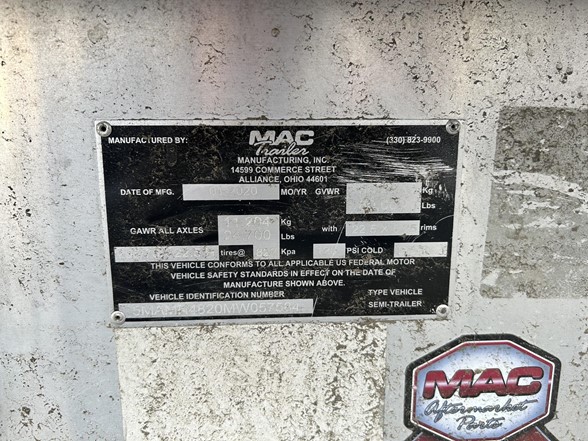 MANUFACTURED BY:
MAC
Trailer
(330) 823-9900
MANUFACTURING, INC.
14599 COMMERCE STREET
ALLIANCE, OHIO 44601
DATE OF MFG. MO/YR GVWR Kg
Lbs
GAWR ALL AXLES Kg
Lbs with rims
tires@ Kpa PSI COLD
THIS VEHICLE CONFORMS TO ALL APPLICABLE US FEDERAL MOTOR
VEHICLE SAFETY STANDARDS IN EFFECT ON THE DATE OF
MANUFACTURE SHOWN ABOVE.
VEHICLE IDENTIFICATION NUMBER TYPE VEHICLE
SEMI-TRAILER
MAC
Aftermarket
Parts